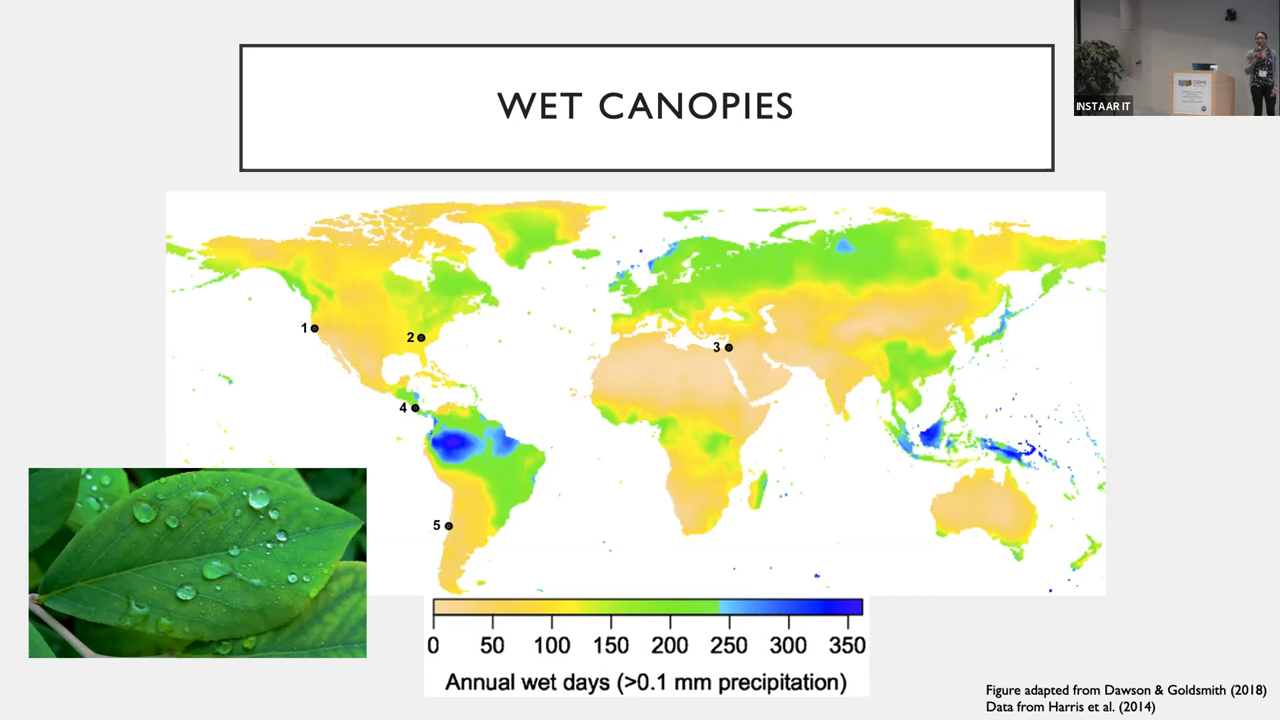 WET CANOPIES
INSTAAR IT
1
2
3
4
5
0 50 100 150 200 250 300 350
Annual wet days (>0.1 mm precipitation)
Figure adapted from Dawson & Goldsmith (2018)
Data from Harris et al. (2014)